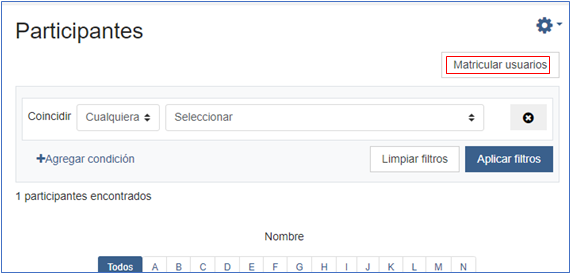 Participantes
Matricular usuarios
Coincidir Cualquiera Seleccionar
Agregar condición Limpiar filtros Aplicar filtros
1 participantes encontrados
Nombre
Todos A B C D E F G H I J K L M N